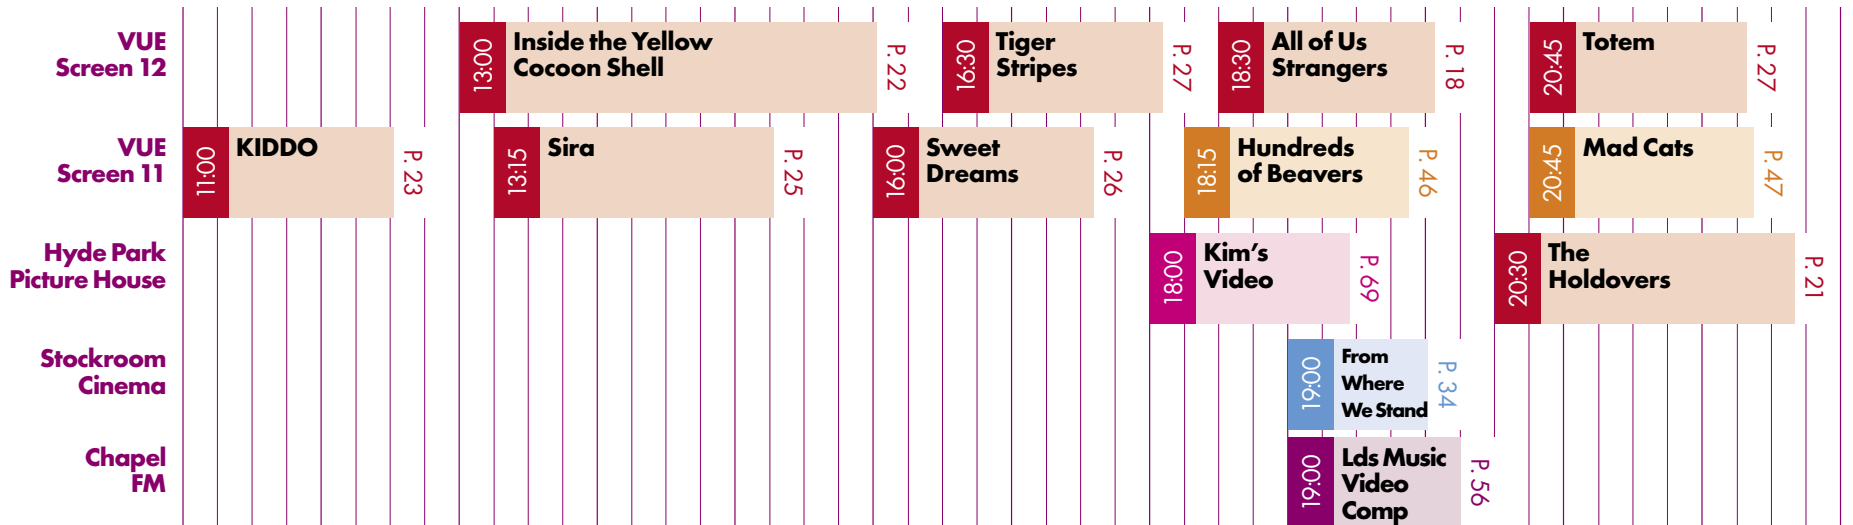 VUE
Screen 12
13:00
Inside the Yellow
Cocoon Shell
P. 22
16:30
Tiger
Stripes
P. 27
18:30
All of Us
Strangers
P. 18
20:45
Totem
P. 27
VUE
Screen 11
11:00
KIDDO
P. 23
13:15
Sira
P. 25
16:00
Sweet
Dreams
P. 26
18:15
Hundreds
of Beavers
P. 46
20:45
Mad Cats
P. 47
Hyde Park
Picture House
18:00
Kim's
Video
P. 69
20:30
The
Holdovers
P. 21
Stockroom
Cinema
19:00
From
Where
We Stand
P. 34
Chapel
FM
19:00
Lds Music
Video
Comp
P. 56